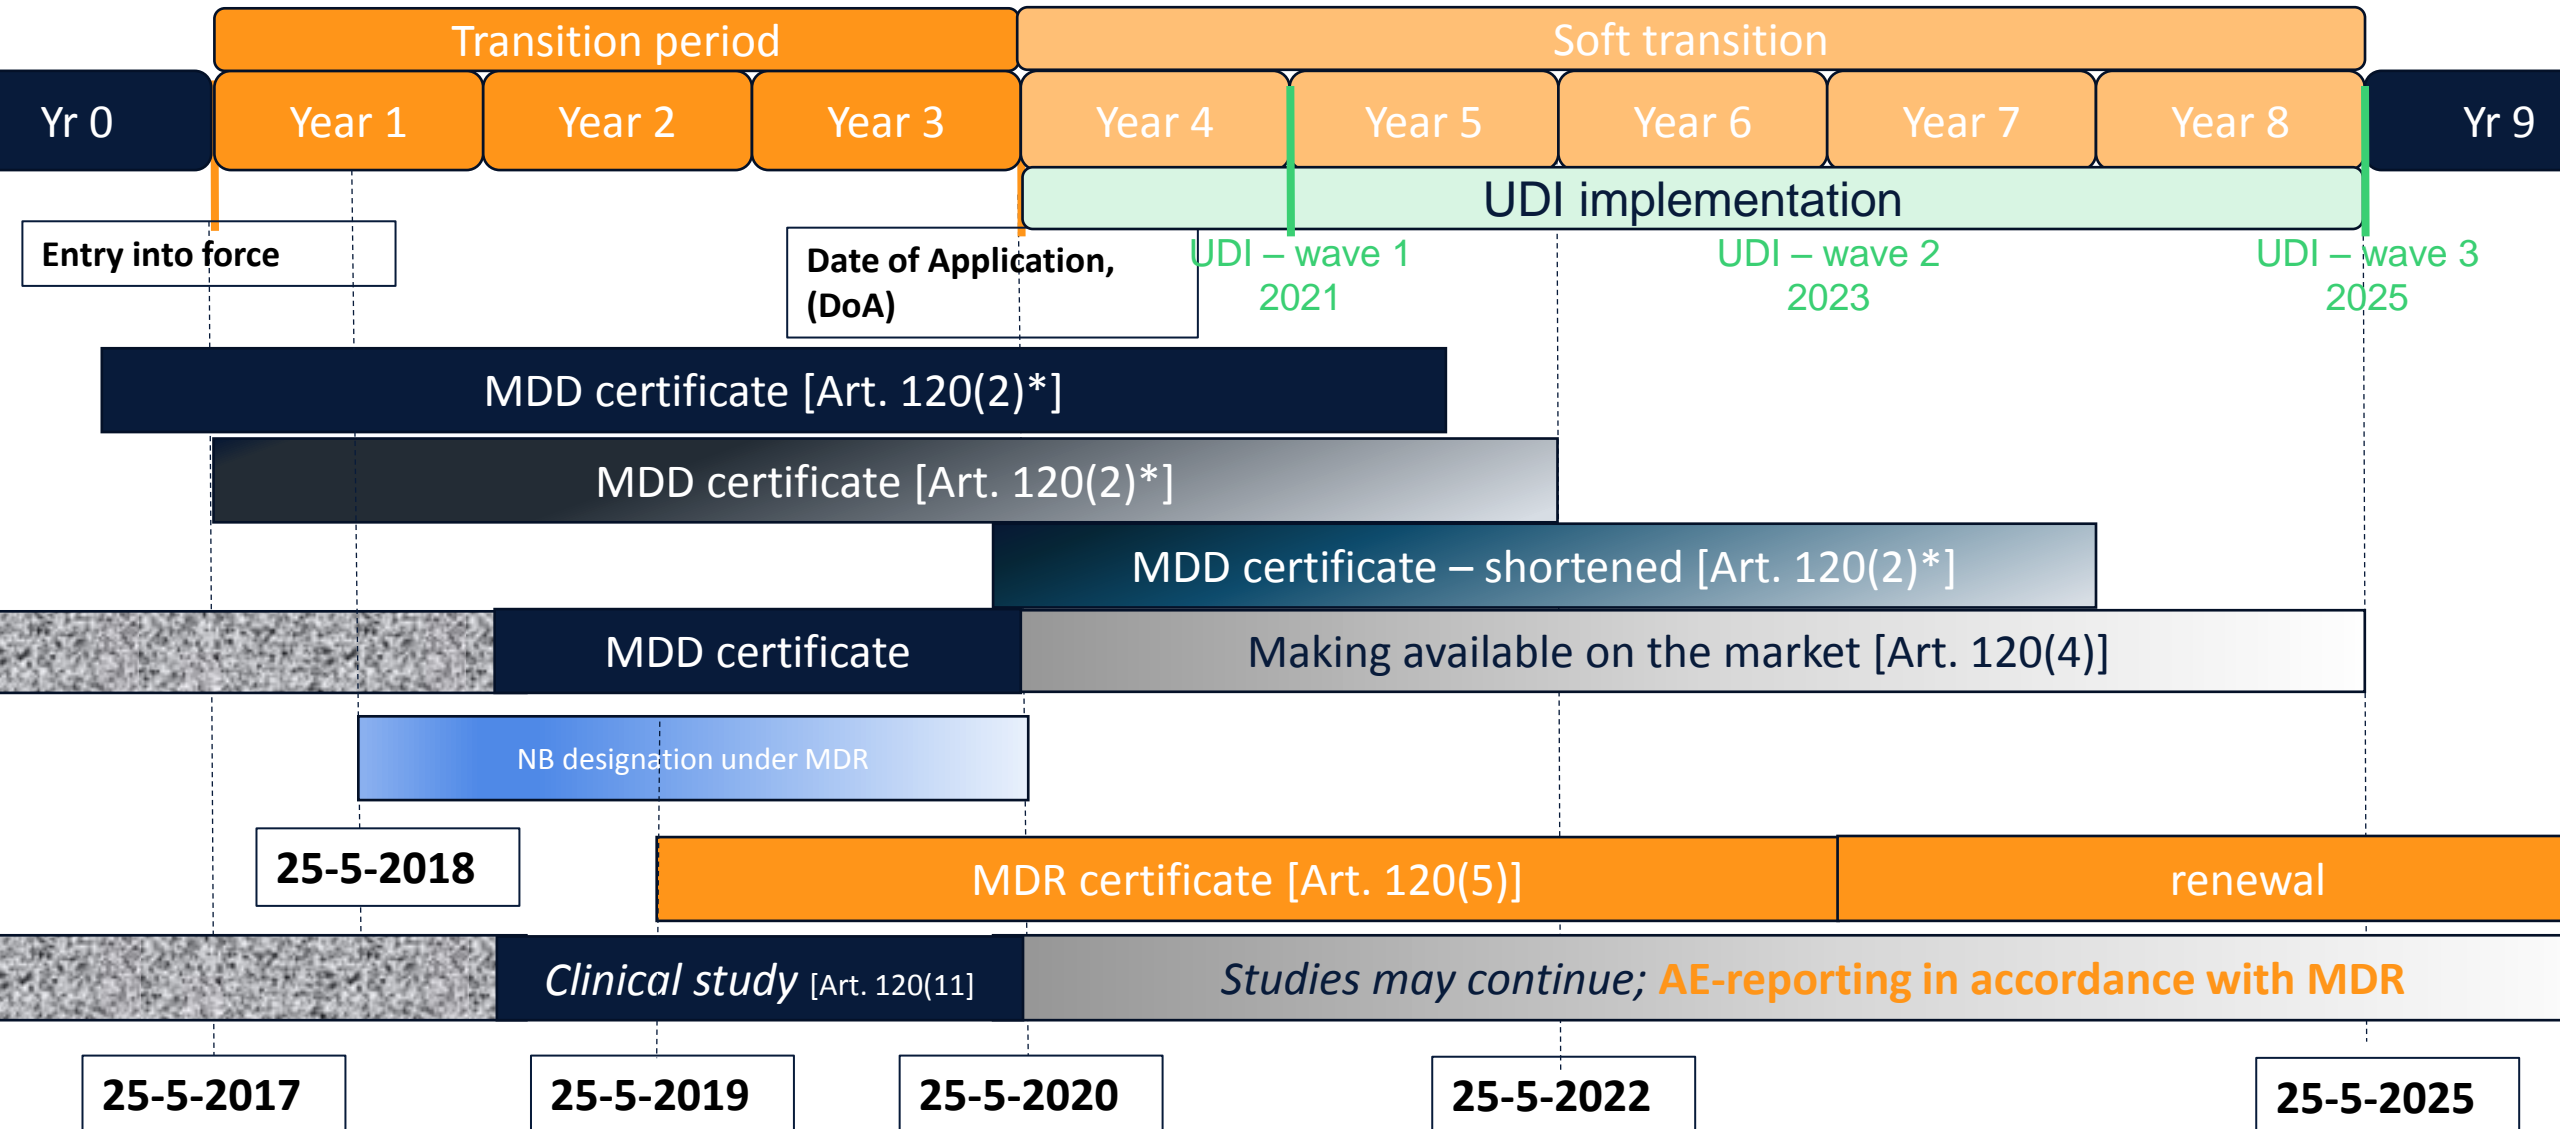 Transition period
Soft transition
Yr 0
Year 1
Year 2
Year 3
Year 4
Year 5
Year 6
Year 7
Year 8
Yr 9
UDI implementation
Entry into force
Date of Application,
(DoA)
UDI – wave 1
2021
UDI – wave 2
2023
UDI – wave 3
2025
MDD certificate [Art. 120(2)*]
MDD certificate [Art. 120(2)*]
MDD certificate – shortened [Art. 120(2)*]
MDD certificate
Making available on the market [Art. 120(4)]
NB designation under MDR
25-5-2018
MDR certificate [Art. 120(5)]
renewal
Clinical study [Art. 120(11]
Studies may continue; AE-reporting in accordance with MDR
25-5-2017
25-5-2019
25-5-2020
25-5-2022
25-5-2025